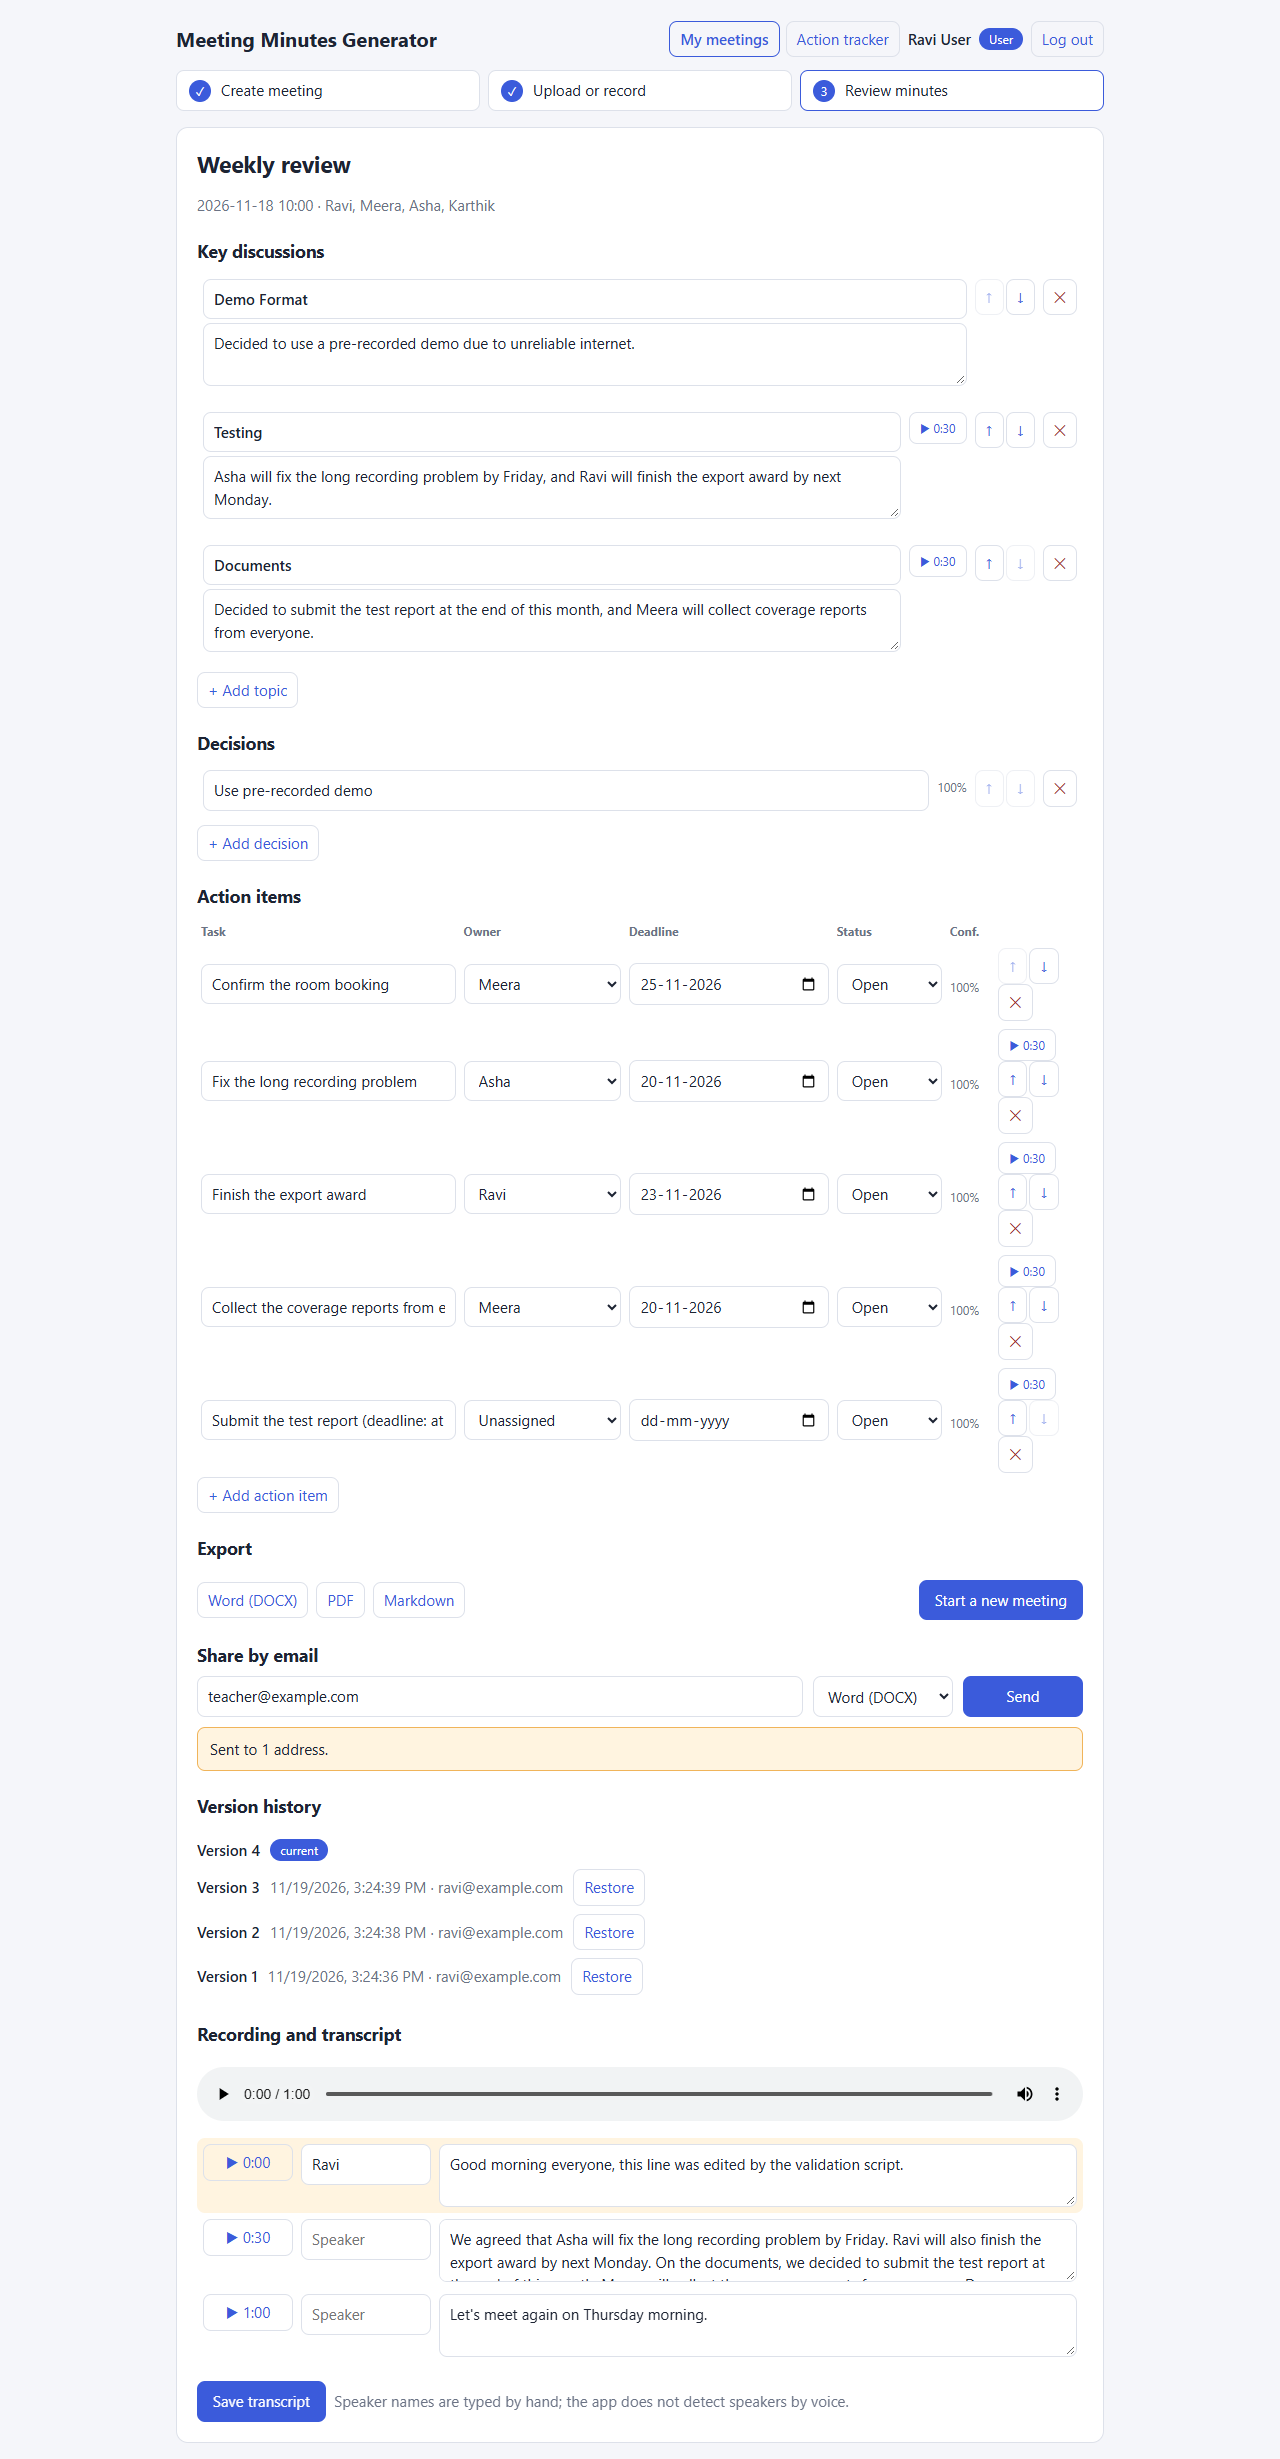 Meeting Minutes Generator
My meetings
Action tracker
Ravi User
User
Log out
✓ Create meeting
✓ Upload or record
3 Review minutes
Weekly review
2026-11-18 10:00 · Ravi, Meera, Asha, Karthik
Key discussions
Demo Format
↑ ↓ ✕
Decided to use a pre-recorded demo due to unreliable internet.
Testing
▶ 0:30 ↑ ↓ ✕
Asha will fix the long recording problem by Friday, and Ravi will finish the export award by next
Monday.
Documents
▶ 0:30 ↑ ↓ ✕
Decided to submit the test report at the end of this month, and Meera will collect coverage reports
from everyone.
+ Add topic
Decisions
Use pre-recorded demo 100% ↑ ↓ ✕
+ Add decision
Action items
Task Owner Deadline Status Conf.
Confirm the room booking Meera 25-11-2026 Open 100% ↑ ↓ ✕
Fix the long recording problem Asha 20-11-2026 Open 100% ▶ 0:30 ↑ ↓ ✕
Finish the export award Ravi 23-11-2026 Open 100% ▶ 0:30 ↑ ↓ ✕
Collect the coverage reports from e Meera 20-11-2026 Open 100% ▶ 0:30 ↑ ↓ ✕
Submit the test report (deadline: at Unassigned dd-mm-yyyy Open 100% ▶ 0:30 ↑ ↓ ✕
+ Add action item
Export
Word (DOCX) PDF Markdown Start a new meeting
Share by email
teacher@example.com Word (DOCX) Send
Sent to 1 address.
Version history
Version 4 current
Version 3 11/19/2026, 3:24:39 PM · ravi@example.com Restore
Version 2 11/19/2026, 3:24:38 PM · ravi@example.com Restore
Version 1 11/19/2026, 3:24:36 PM · ravi@example.com Restore
Recording and transcript
0:00 / 1:00
▶ 0:00 Ravi Good morning everyone, this line was edited by the validation script.
▶ 0:30 Speaker We agreed that Asha will fix the long recording problem by Friday. Ravi will also finish the
export award by next Monday. On the documents, we decided to submit the test report at
▶ 1:00 Speaker Let's meet again on Thursday morning.
Save transcript Speaker names are typed by hand; the app does not detect speakers by voice.